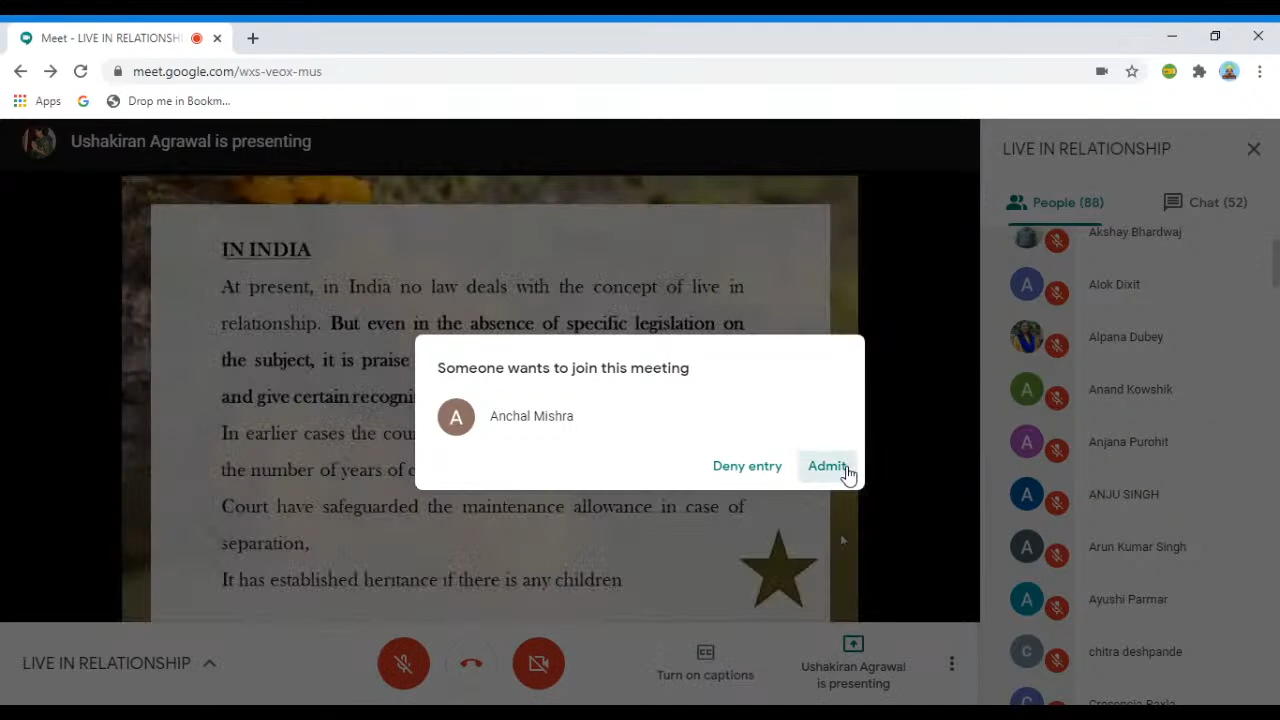 Meet - LIVE IN RELATIONSHI
meet.google.com/wxs-veox-mus
Apps
Drop me in Bookm...
Ushakiran Agrawal is presenting
LIVE IN RELATIONSHIP
People (88)
Chat (52)
IN INDIA
At present, in India no law deals with the concept of live in
relationship. But even in the absence of specific legislation on
the subject, it is praise
and give certain recogni
In earlier cases the cou
the number of years of c
Court have safeguarded the maintenance allowance in case of
separation,
It has established heritance if there is any children
Someone wants to join this meeting
A
Anchal Mishra
Deny entry
Admit
Akshay Bhardwaj
A
Alok Dixit
Alpana Dubey
A
Anand Kowshik
A
Anjana Purohit
A
ANJU SINGH
A
Arun Kumar Singh
A
Ayushi Parmar
C
chitra deshpande
LIVE IN RELATIONSHIP
CC
Turn on captions
Ushakiran Agrawal
is presenting